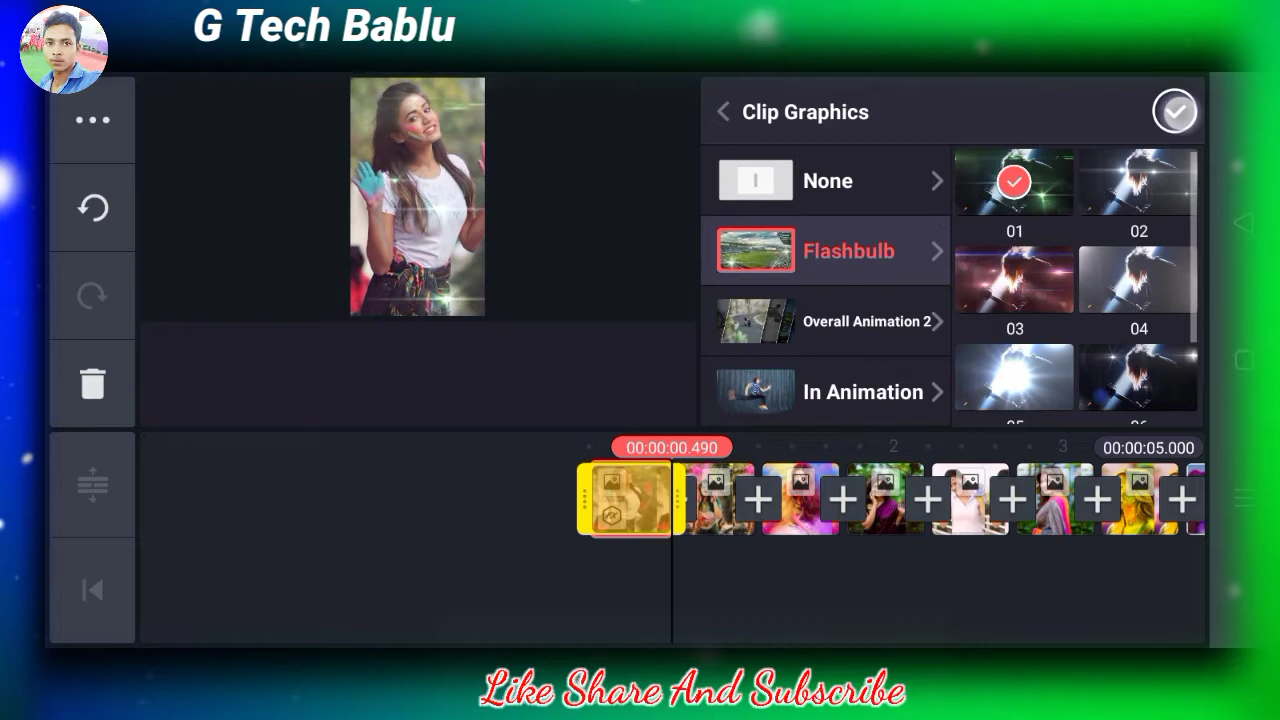 G Tech Bablu
Clip Graphics
None
Flashbulb
Overall Animation 2
In Animation
01
02
03
04
00:00:00.490
2
3
00:00:05.000
Like Share And Subscribe